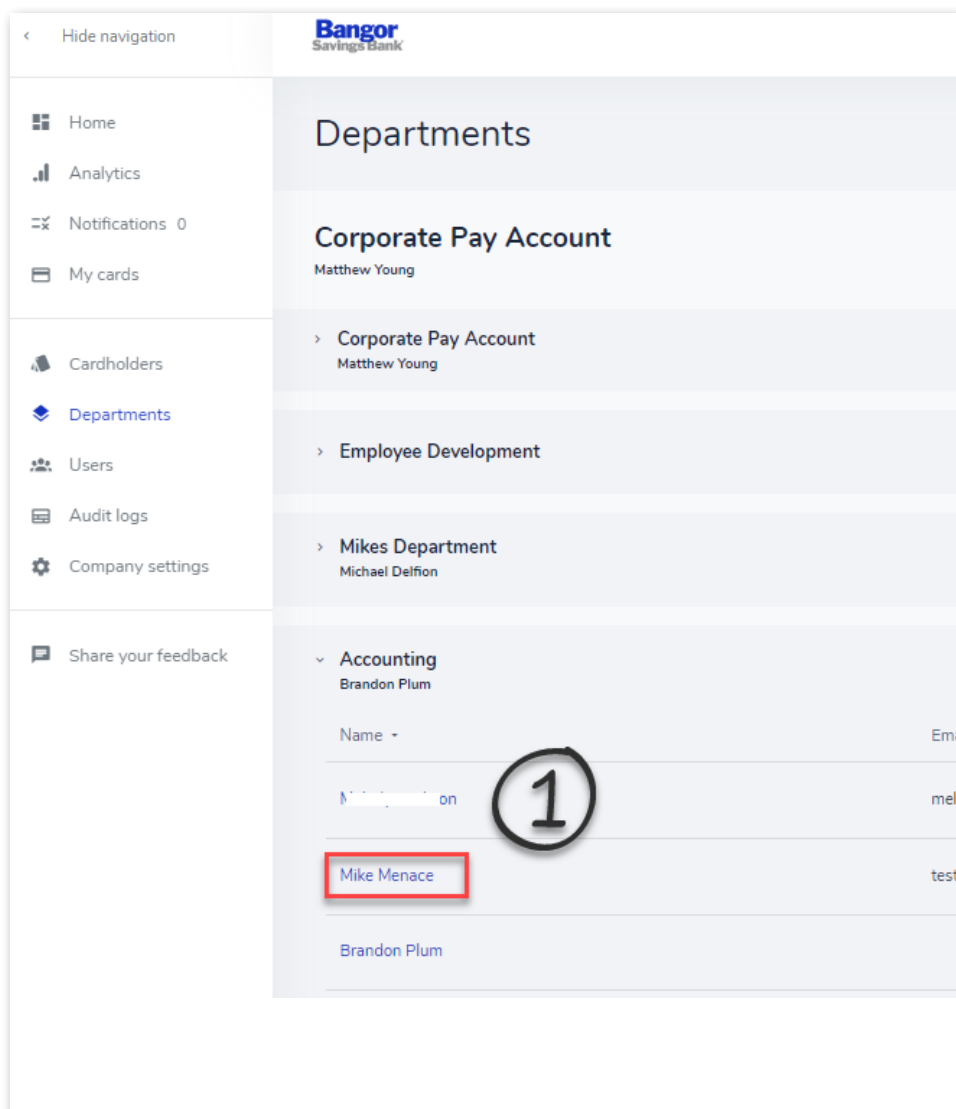 Hide navigation
Bangor
Savings Bank
Home
Analytics
Notifications 0
My cards
Cardholders
Departments
Users
Audit logs
Company settings
Share your feedback
Departments
Corporate Pay Account
Matthew Young
Corporate Pay Account
Matthew Young
Employee Development
Mikes Department
Michael Delfion
Accounting
Brandon Plum
Name
1
Mike Menace
Brandon Plum